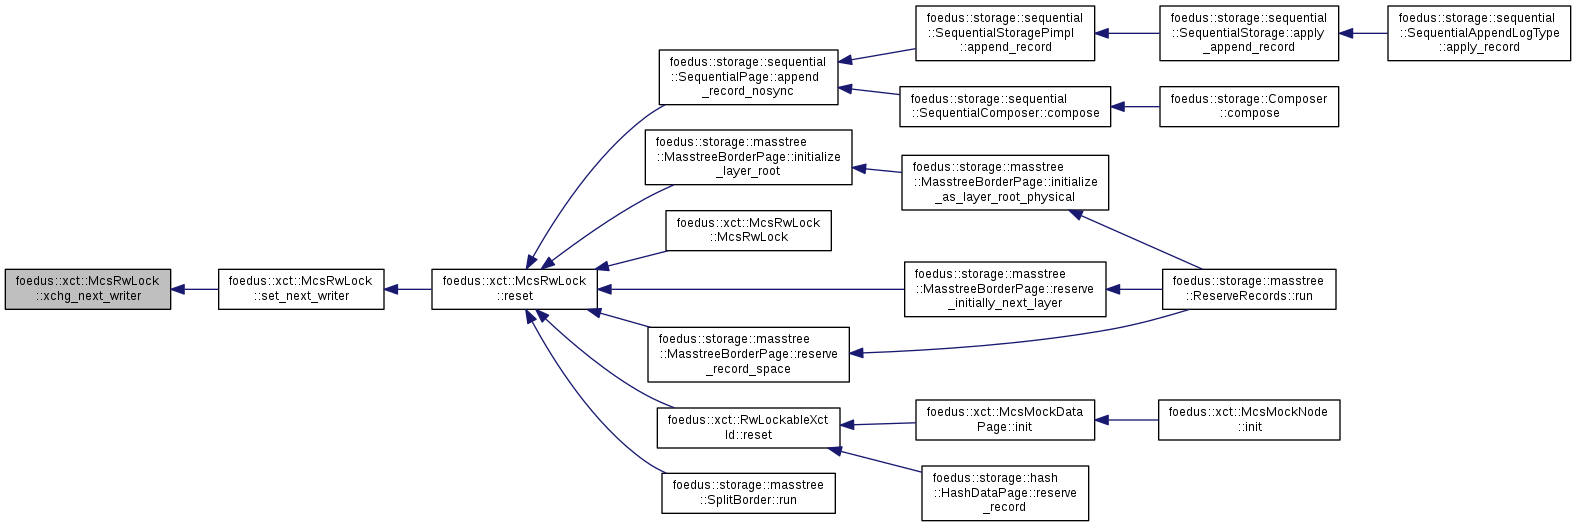 foedus::xct::McsRwLock
::xchg_next_writer
foedus::xct::McsRwLock
::set_next_writer
foedus::xct::McsRwLock
::reset
foedus::storage::sequential
::SequentialPage::append
_record_nosync
foedus::storage::sequential
::SequentialStoragePimpl
::append_record
foedus::storage::sequential
::SequentialStorage::apply
_append_record
foedus::storage::sequential
::SequentialAppendLogType
::apply_record
foedus::storage::sequential
::SequentialComposer::compose
foedus::storage::Composer
::compose
foedus::storage::masstree
::MasstreeBorderPage::initialize
_layer_root
foedus::storage::masstree
::MasstreeBorderPage::initialize
_as_layer_root_physical
foedus::xct::McsRwLock
::McsRwLock
foedus::storage::masstree
::MasstreeBorderPage::reserve
_initially_next_layer
foedus::storage::masstree
::ReserveRecords::run
foedus::storage::masstree
::MasstreeBorderPage::reserve
_record_space
foedus::xct::RwLockableXct
Id::reset
foedus::xct::McsMockData
Page::init
foedus::xct::McsMockNode
::init
foedus::storage::hash
::HashDataPage::reserve
_record
foedus::storage::masstree
::SplitBorder::run